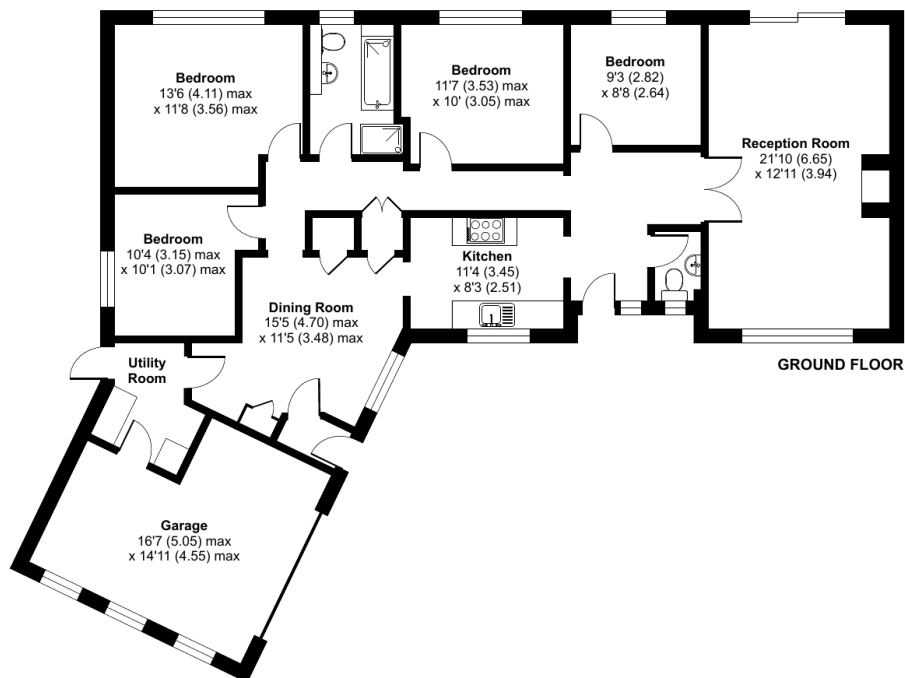 Bedroom
13'6 (4.11) max
x 11'8 (3.56) max
Bedroom
11'7 (3.53) max
x 10' (3.05) max
Bedroom
9'3 (2.82)
x 8'8 (2.64)
Reception Room
21'10 (6.65)
x 12'11 (3.94)
Bedroom
10'4 (3.15) max
x 10'1 (3.07) max
Kitchen
11'4 (3.45)
x 8'3 (2.51)
Dining Room
15'5 (4.70) max
x 11'5 (3.48) max
Utility
Room
GROUND FLOOR
Garage
16'7 (5.05) max
x 14'11 (4.55) max